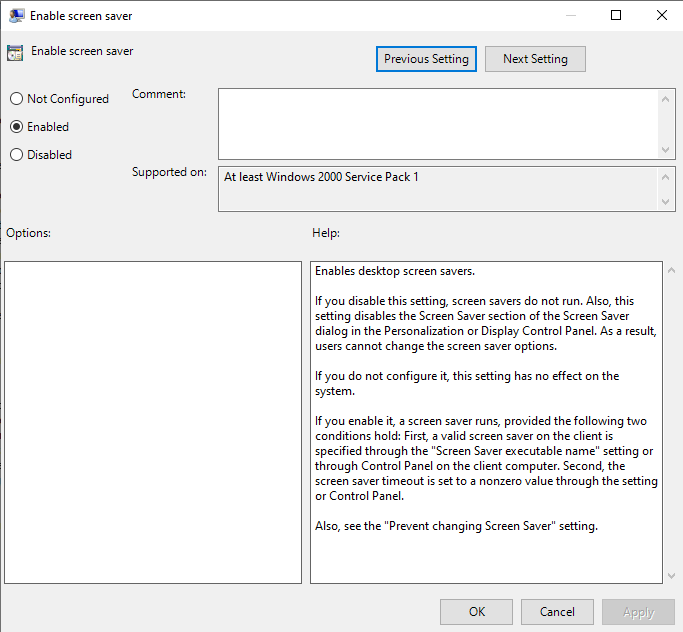 Enable screen saver
Enable screen saver
Previous Setting
Next Setting
Not Configured
Enabled
Disabled
Comment:
Supported on:
At least Windows 2000 Service Pack 1
Options:
Help:
Enables desktop screen savers.
If you disable this setting, screen savers do not run. Also, this
setting disables the Screen Saver section of the Screen Saver
dialog in the Personalization or Display Control Panel. As a result,
users cannot change the screen saver options.
If you do not configure it, this setting has no effect on the
system.
If you enable it, a screen saver runs, provided the following two
conditions hold: First, a valid screen saver on the client is
specified through the "Screen Saver executable name" setting or
through Control Panel on the client computer. Second, the
screen saver timeout is set to a nonzero value through the setting
or Control Panel.
Also, see the "Prevent changing Screen Saver" setting.
OK
Cancel
Apply